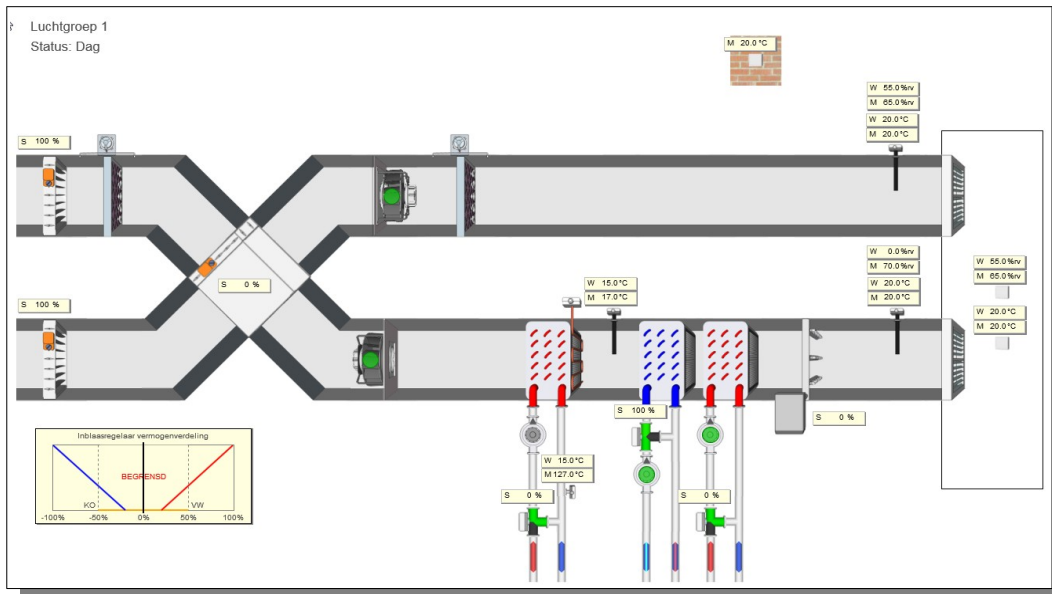 Luchtgroep 1
Status: Dag
M 20.0 °C
W 55.0 %rv
M 65.0 %rv
W 20.0 °C
M 20.0 °C
S 100 %
S 0 %
W 0.0 %rv
M 70.0 %rv
W 20.0 °C
M 20.0 °C
W 55.0 %rv
M 65.0 %rv
W 20.0 °C
M 20.0 °C
W 15.0 °C
M 17.0 °C
S 100 %
S 100 %
S 0 %
Inblaasregelaar vermogenverdeling
BEGRENSD
KO
VW
-100%
-50%
0%
50%
100%
W 15.0 °C
M 127.0 °C
S 0 %
S 0 %